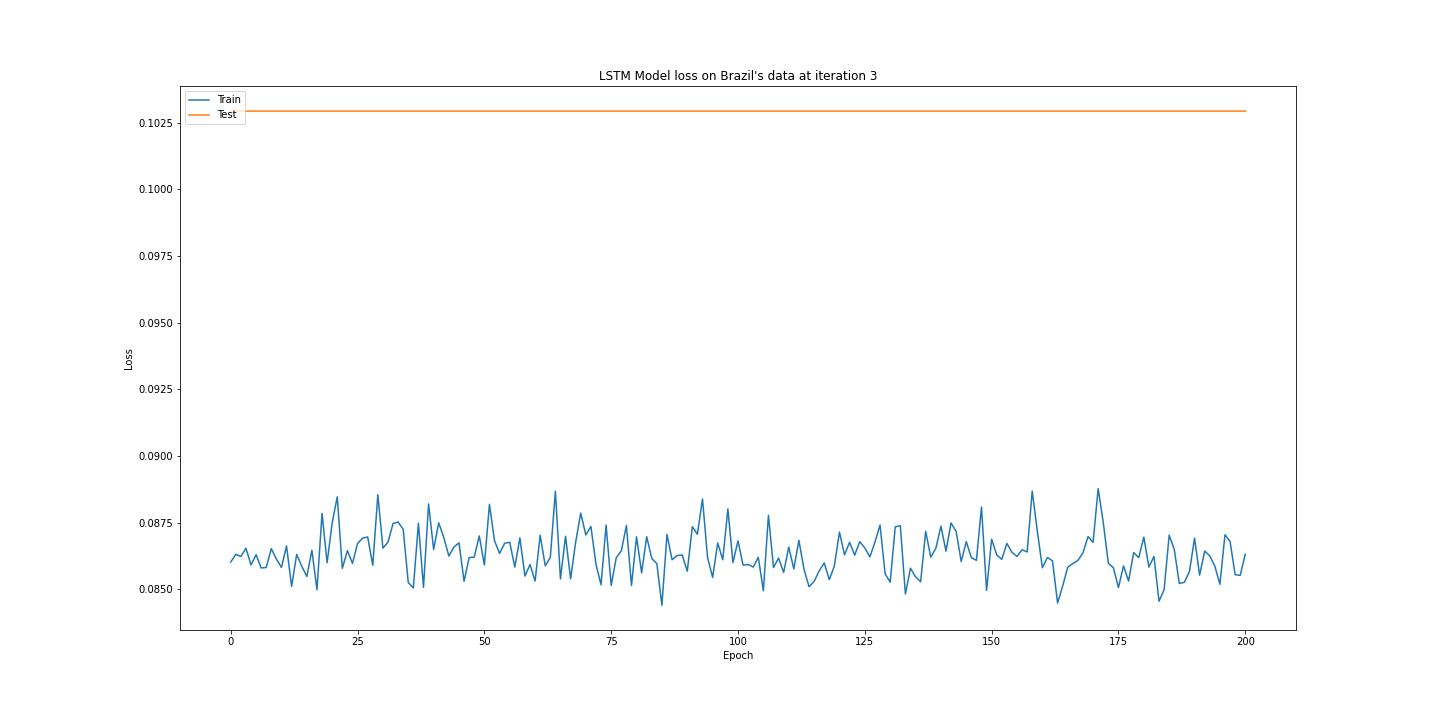 LSTM Model loss on Brazil's data at iteration 3
Train
Test
0.1025
0.1000
0.0975
0.0950
0.0925
0.0900
0.0875
0.0850
Loss
0 25 50 75 100 125 150 175 200
Epoch